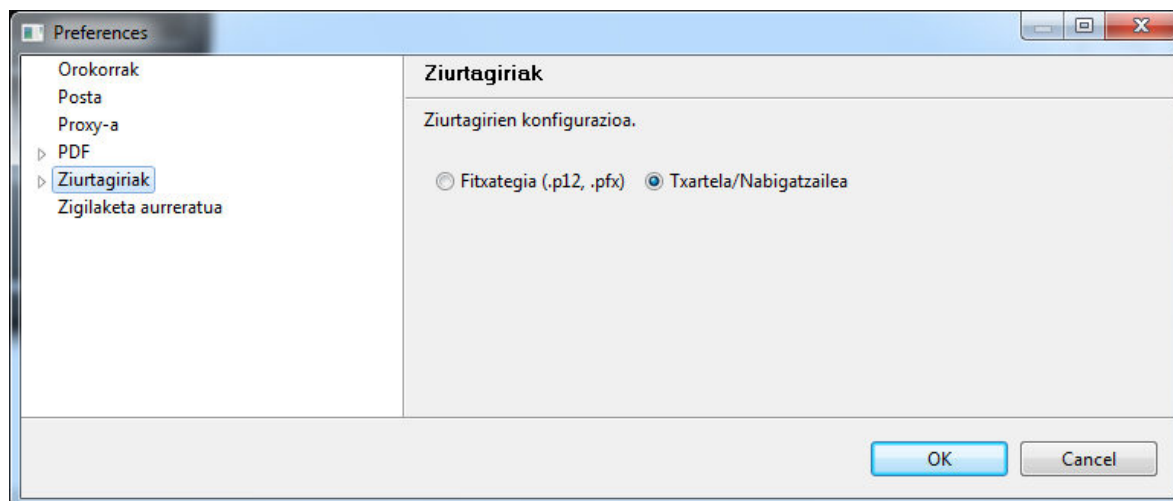 Preferences
Orokorrak
Posta
Proxy-a
PDF
Ziurtagiriak
Zigilaketa aurreratua
Ziurtagiriak
Ziurtagirien konfigurazioa.
Fitxategia (.p12, .pfx) Txartela/Nabigatzailea
OK Cancel